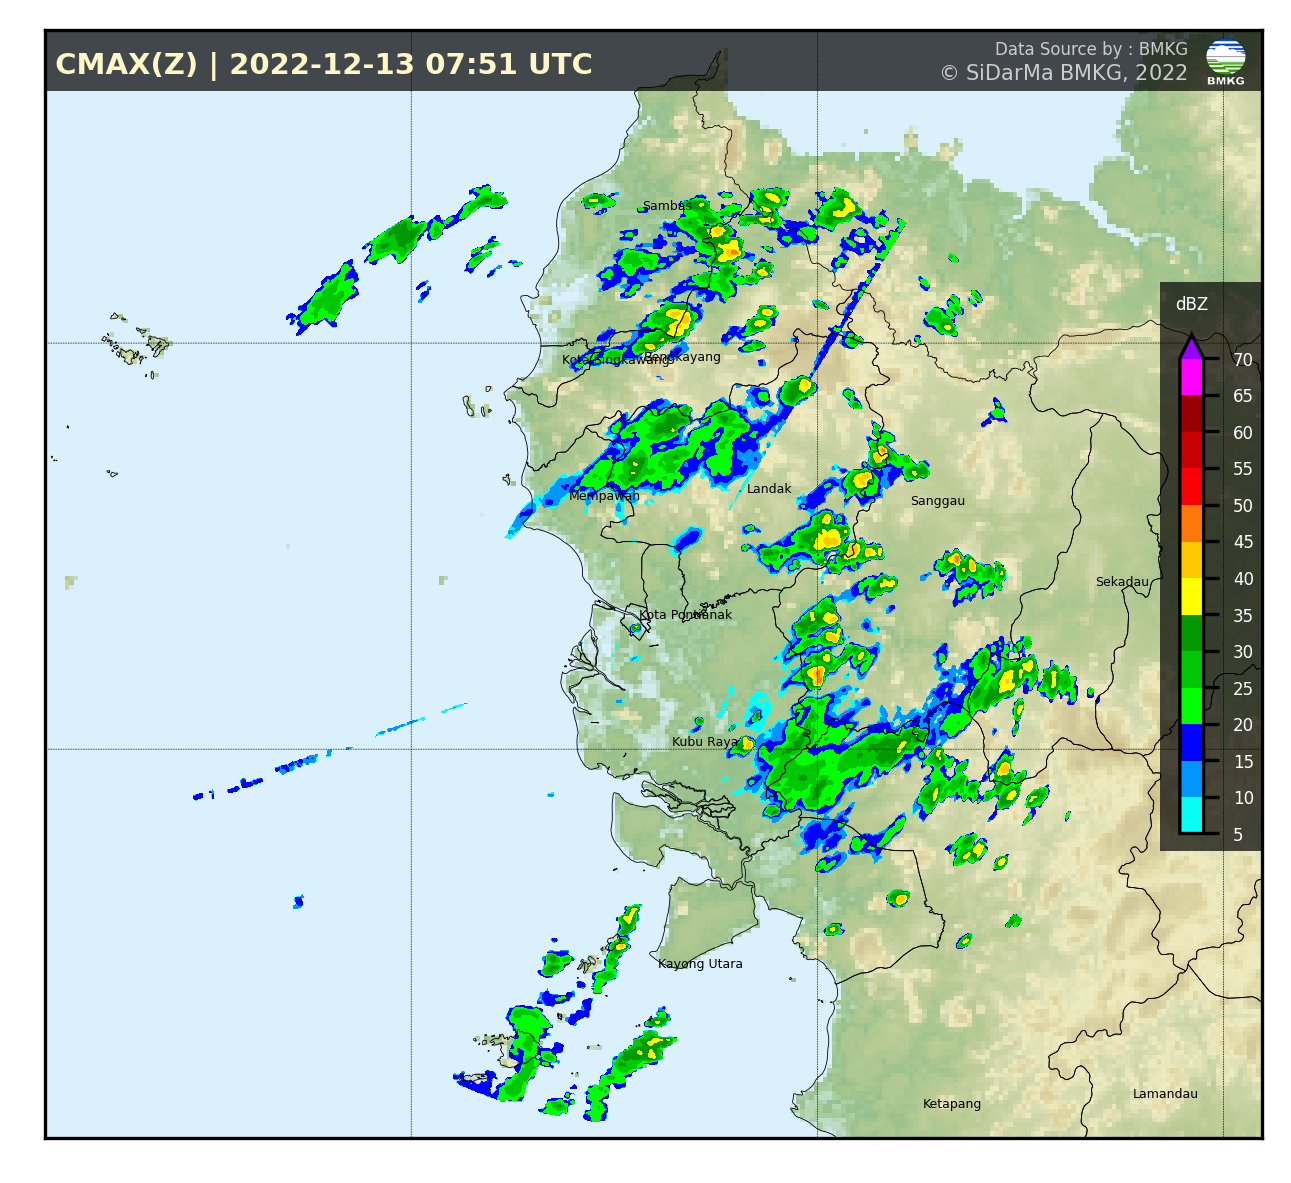 CMAX(Z) | 2022-12-13 07:51 UTC
Data Source by : BMKG
© SiDarMa BMKG, 2022
BMKG
Sambas
dBZ
70
Kota Singkawang
Bengkayang
65
60
55
Mempawah
Landak
Sanggau
50
45
40
Sekadau
Kota Pontianak
35
30
25
20
Kubu Raya
15
10
5
Kayong Utara
Lamandau
Ketapang